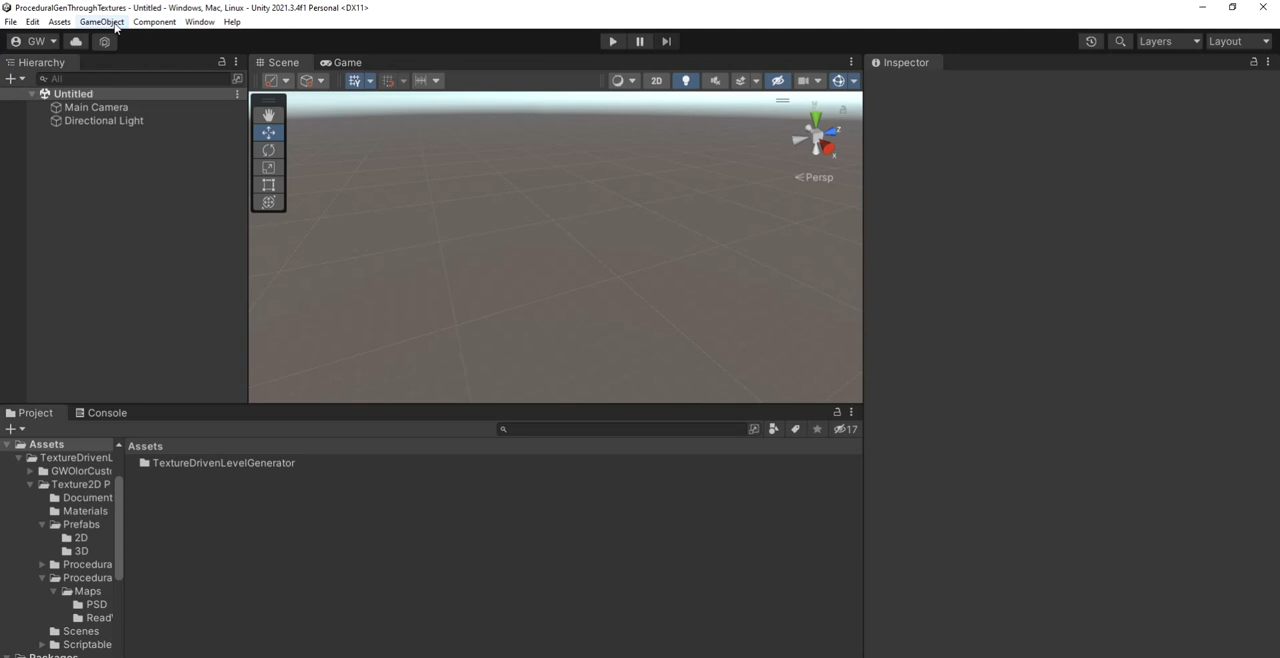 ProceduralGenThroughTextures - Untitled - Windows, Mac, Linux - Unity 2021.3.4f1 Personal <DX11>
File Edit Assets GameObject Component Window Help
GW Layers Layout
Hierarchy Scene Game Inspector
All 2D
Untitled
Main Camera
Directional Light
y
z
x
Persp
Project Console
17
Assets Assets
TextureDrivenL TextureDrivenLevelGenerator
GWOlorCust
Texture2D P
Document
Materials
Prefabs
2D
3D
Procedura
Procedura
Maps
PSD
Read'
Scenes
Scriptable
Packages